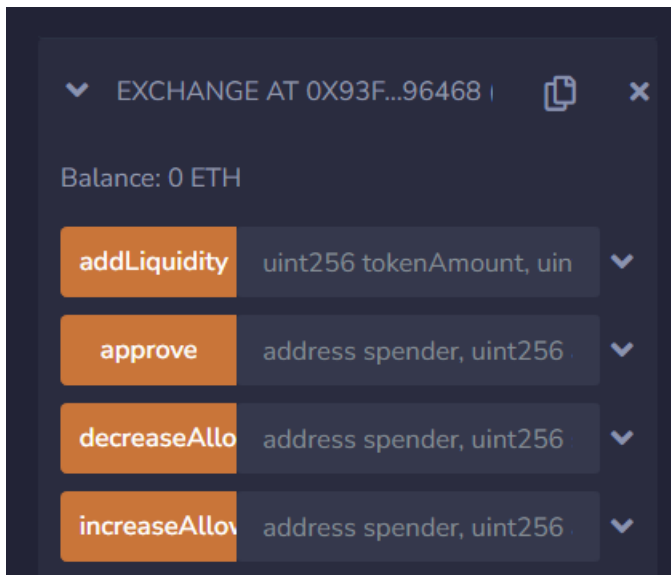 EXCHANGE AT 0X93F...96468 (
Balance: 0 ETH
addLiquidity uint256 tokenAmount, uin
approve address spender, uint256
decreaseAllo address spender, uint256
increaseAllow address spender, uint256